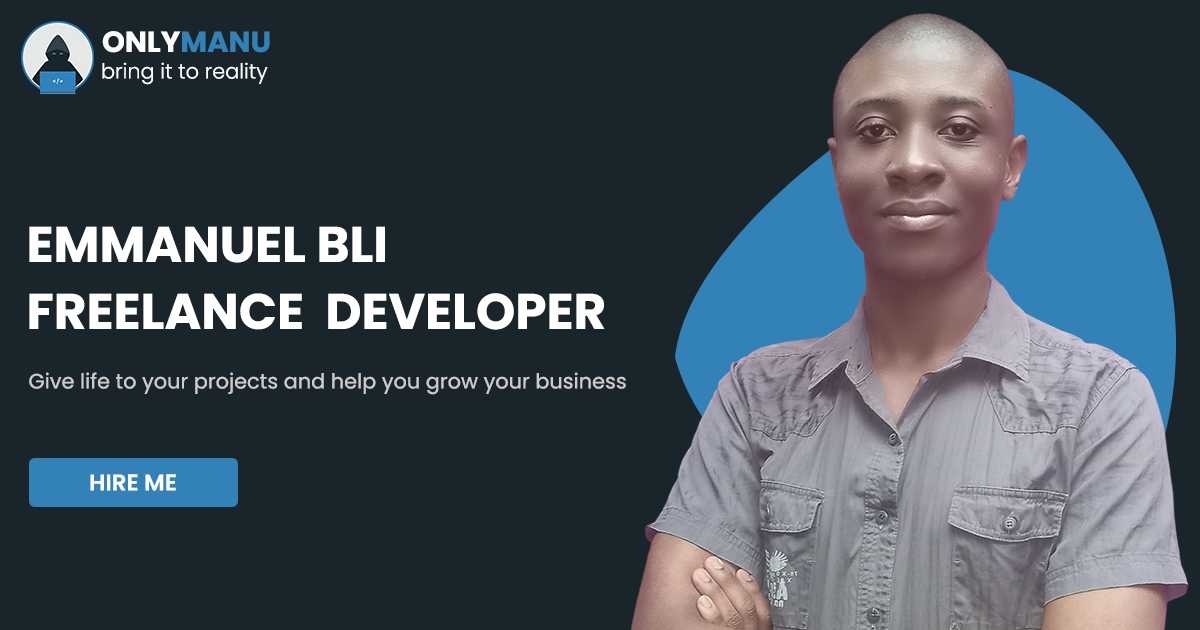 ONLYMANU
bring it to reality
EMMANUEL BLI
FREELANCE DEVELOPER
Give life to your projects and help you grow your business
HIRE ME
</>